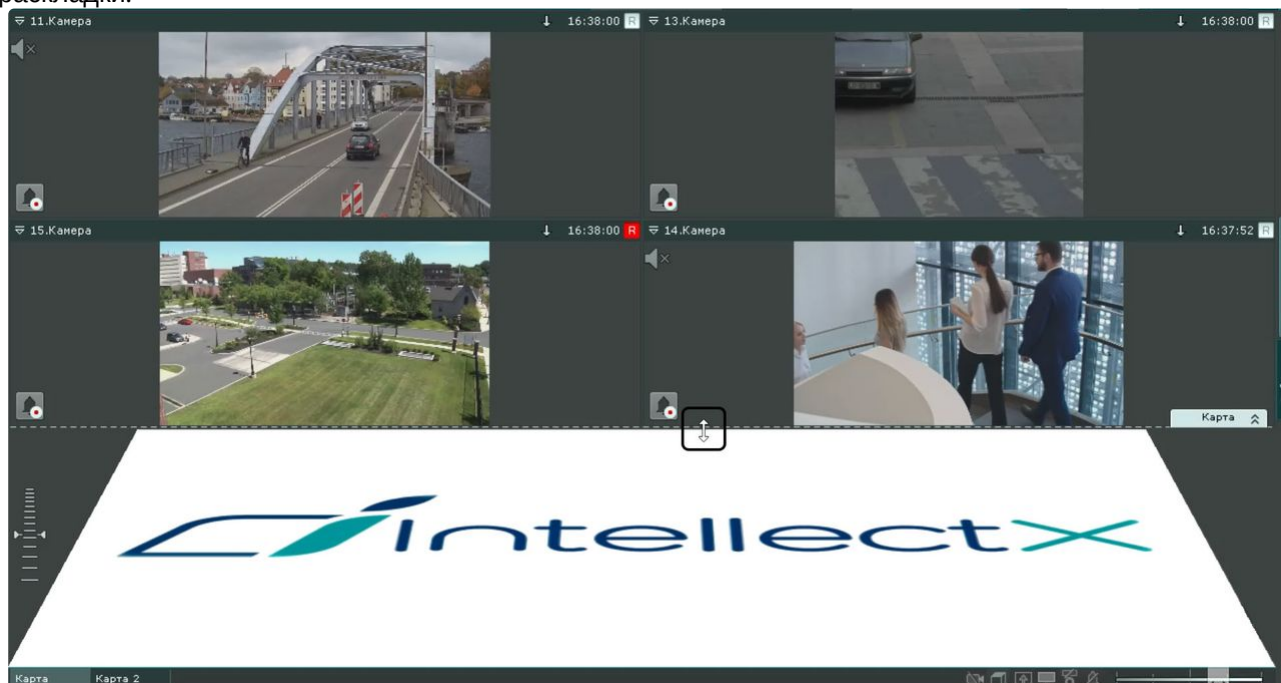 раскладки.
11.Камера 16:38:00 R 13.Камера 16:38:00 R
15.Камера 16:38:00 R 14.Камера 16:37:52 R
Карта
intellectX
Карта Карта 2